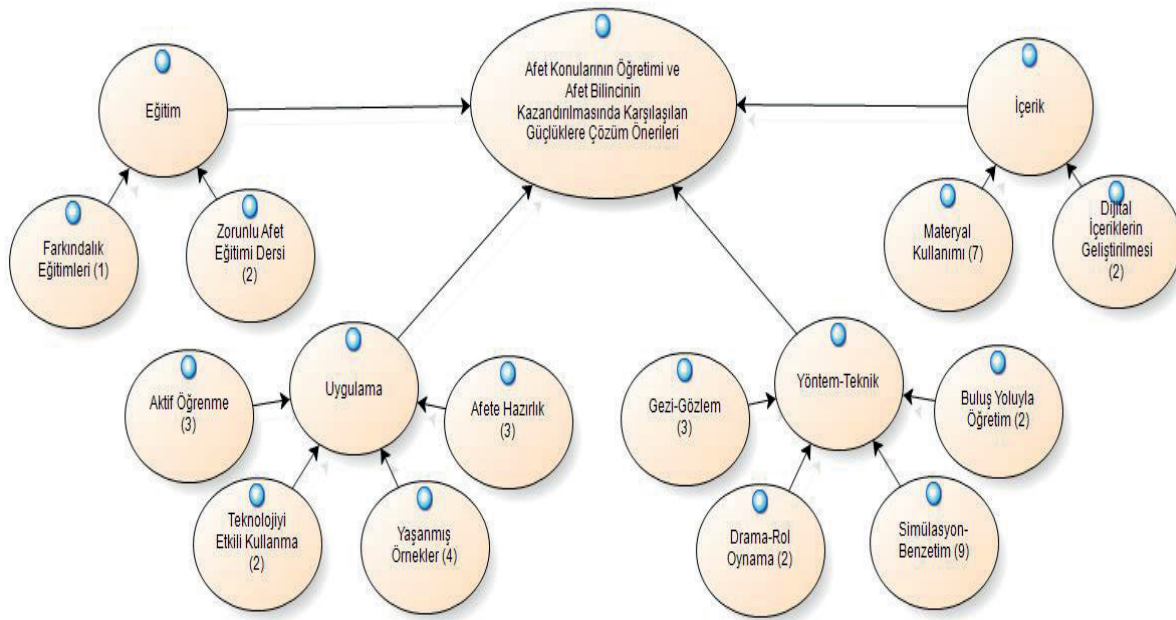 Afet Konularının Öğretimi ve
Afet Bilincinin
Kazandırılmasında Karşılaşılan
Güçlüklere Çözüm Önerileri
Eğitim
İçerik
Farkındalık
Eğitimleri (1)
Zorunlu Afet
Eğitimi Dersi
(2)
Materyal
Kullanımı (7)
Dijital
İçeriklerin
Geliştirilmesi
(2)
Uygulama
Yöntem-Teknik
Aktif Öğrenme
(3)
Afete Hazırlık
(3)
Gezi-Gözlem
(3)
Buluş Yoluyla
Öğretim (2)
Teknolojiyi
Etkili Kullanma
(2)
Yaşanmış
Örnekler (4)
Drama-Rol
Oynama (2)
Simülasyon-
Benzetim (9)